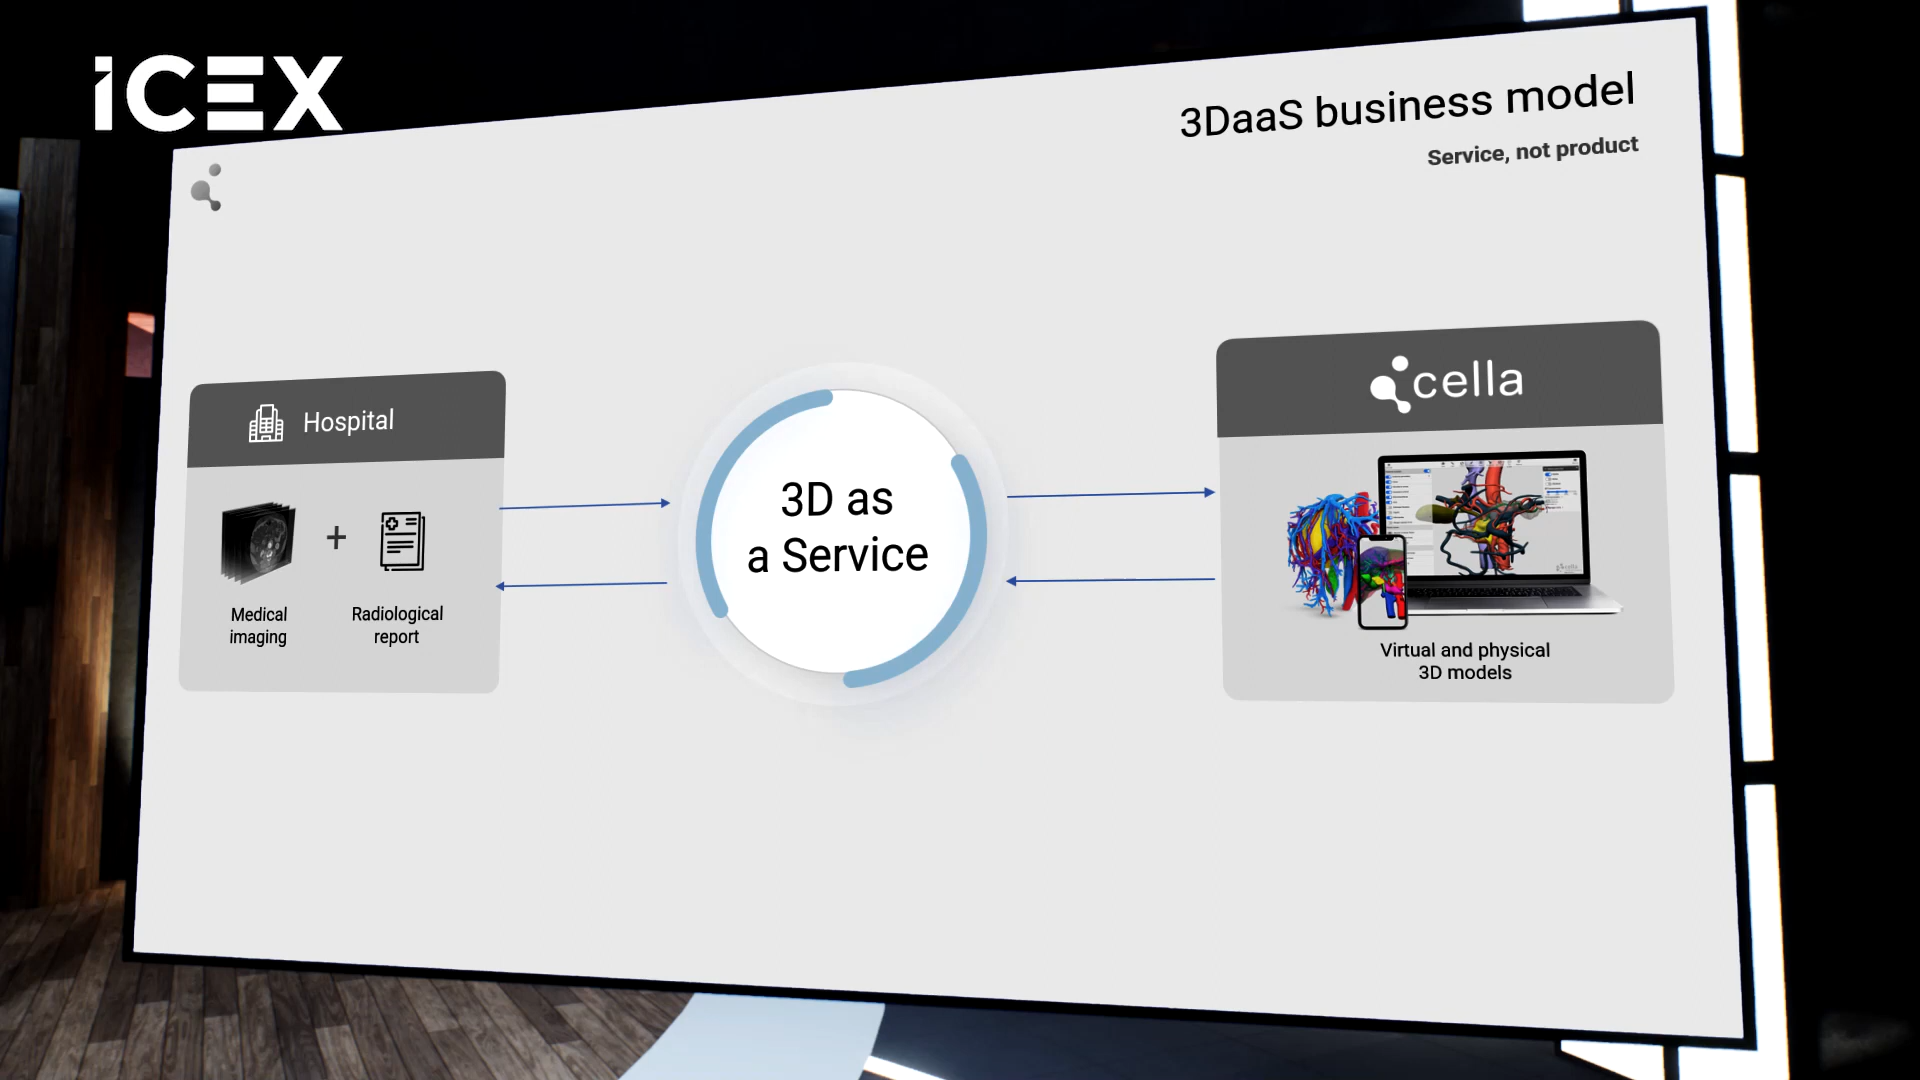 iCEX
3DaaS business model
Service, not product
Hospital
+
Medical
imaging
Radiological
report
3D as
a Service
cella
cella
Virtual and physical
3D models